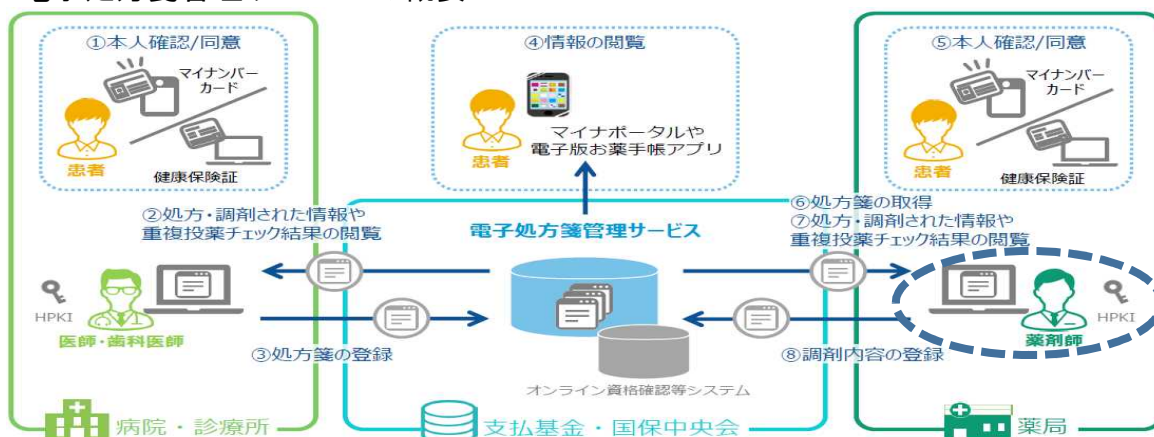 ①本人確認/同意
マイナンバー
カード
患者
健康保険証
④情報の閲覧
患者
マイナポータルや
電子版お薬手帳アプリ
⑤本人確認/同意
マイナンバー
カード
患者
健康保険証
②処方・調剤された情報や
重複投薬チェック結果の閲覧
電子処方箋管理サービス
⑥処方箋の取得
⑦処方・調剤された情報や
重複投薬チェック結果の閲覧
HPKI
医師・歯科医師
③処方箋の登録
オンライン資格確認等システム
⑧調剤内容の登録
HPKI
薬剤師
病院・診療所
支払基金・国保中央会
薬局